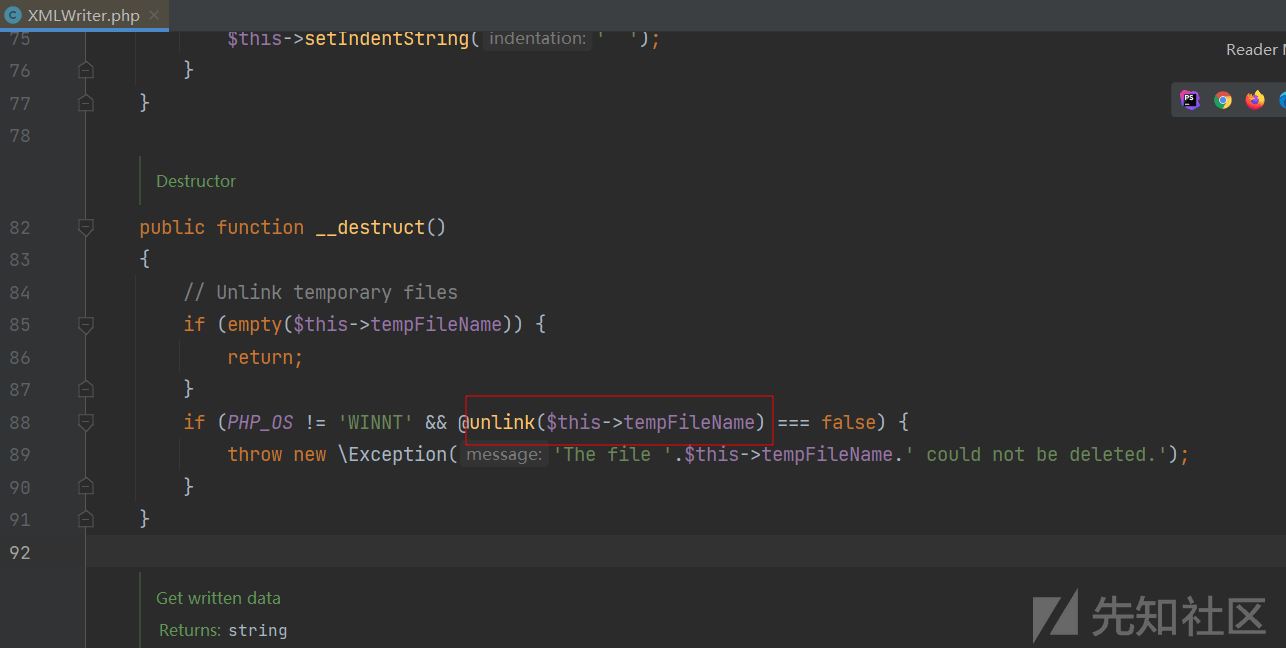 XMLWriter.php
75 $this->setIndentString( indentation: '  ');
Reader
76 }
77 }
78
Destructor
82 public function __destruct()
83 {
84 // Unlink temporary files
85 if (empty($this->tempFileName)) {
86 return;
87 }
88 if (PHP_OS != 'WINNT' && @unlink($this->tempFileName) === false) {
89 throw new \Exception( message: 'The file '.$this->tempFileName.' could not be deleted.');
90 }
91 }
92
Get written data
Returns: string
先知社区